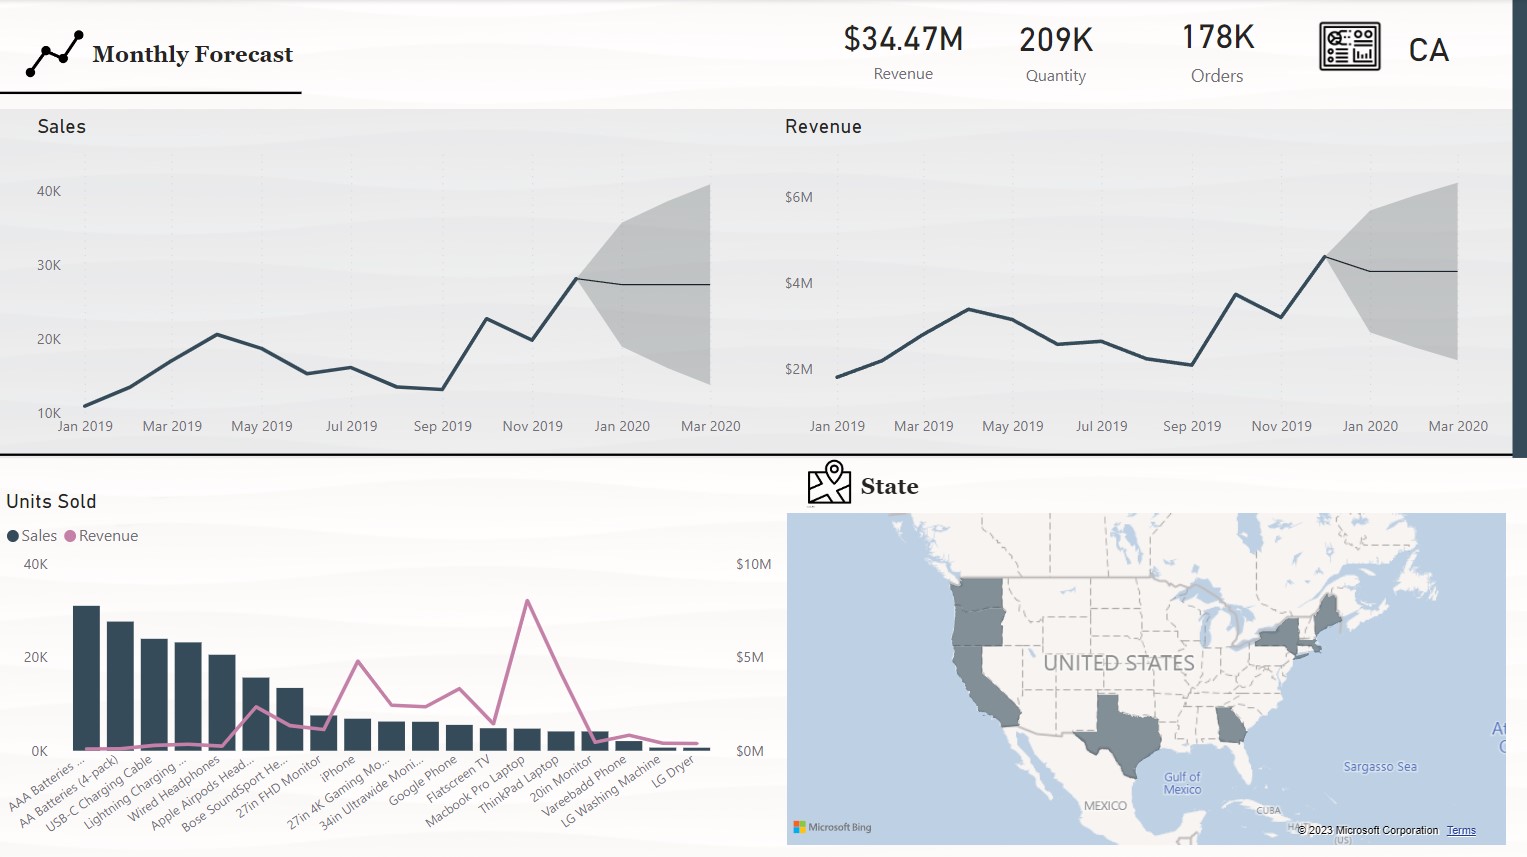 Monthly Forecast
$34.47M
Revenue
209K
Quantity
178K
Orders
CA
Sales
40K
30K
20K
10K
Jan 2019
Mar 2019
May 2019
Jul 2019
Sep 2019
Nov 2019
Jan 2020
Mar 2020
Revenue
$6M
$4M
$2M
Jan 2019
Mar 2019
May 2019
Jul 2019
Sep 2019
Nov 2019
Jan 2020
Mar 2020
Units Sold
Sales
Revenue
40K
20K
0K
$10M
$5M
$0M
AAA Batteries ...
AA Batteries (4-pack)
USB-C Charging Cable
Lightning Charging ...
Wired Headphones
Apple Airpods Head...
Bose SoundSport He...
27in FHD Monitor
iPhone
27in 4K Gaming Mo...
34in Ultrawide Moni...
Google Phone
Flatscreen TV
Macbook Pro Laptop
ThinkPad Laptop
20in Monitor
Vareebadd Phone
LG Washing Machine
LG Dryer
State
UNITED STATES
Gulf of
Mexico
MEXICO
CUBA
Sargasso Sea
(US)
Microsoft Bing
© 2023 Microsoft Corporation
Terms